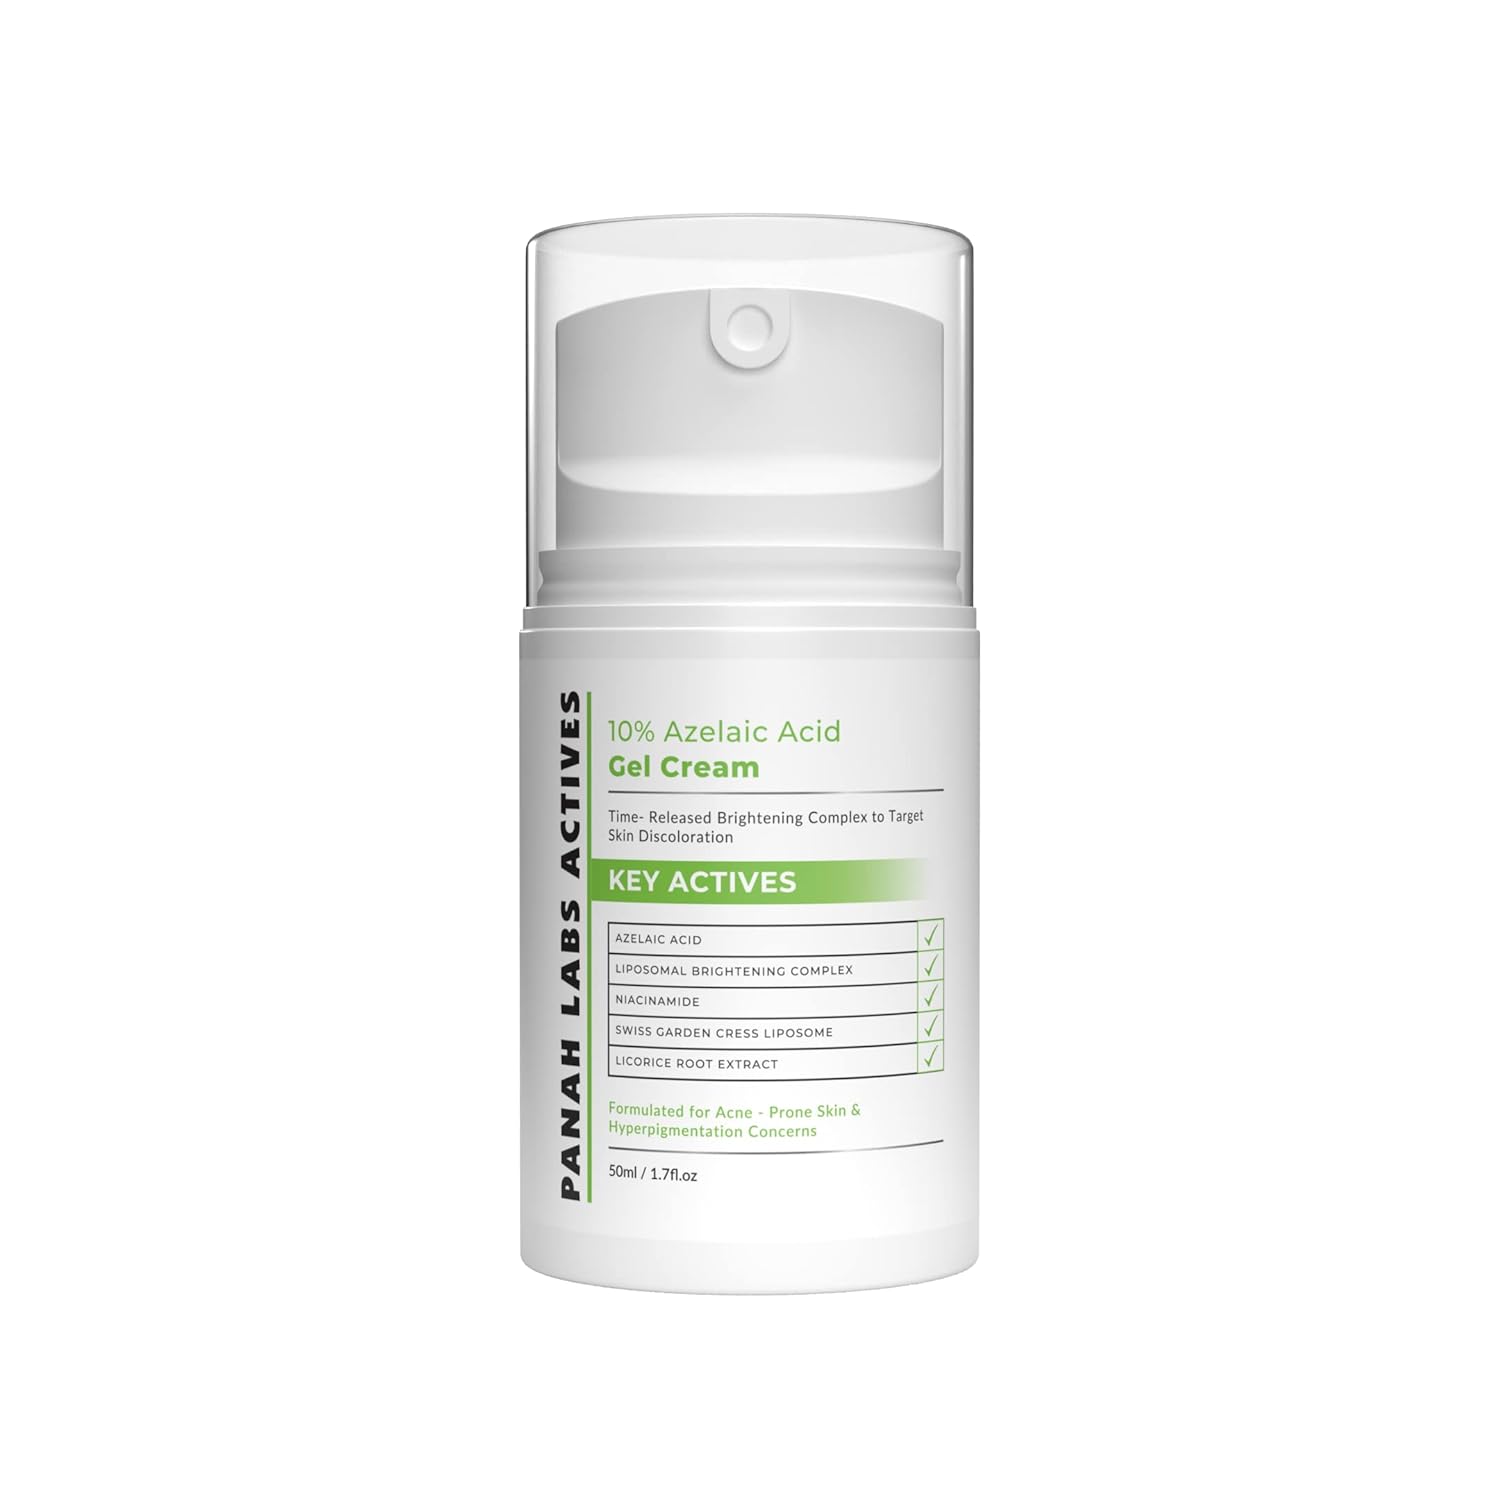 PANAH LABS ACTIVES
10% Azelaic Acid
Gel Cream
Time- Released Brightening Complex to Target
Skin Discoloration
KEY ACTIVES
AZELAIC ACID
LIPOSOMAL BRIGHTENING COMPLEX
NIACINAMIDE
SWISS GARDEN CRESS LIPOSOME
LICORICE ROOT EXTRACT
Formulated for Acne - Prone Skin &
Hyperpigmentation Concerns
50ml / 1.7fl.oz